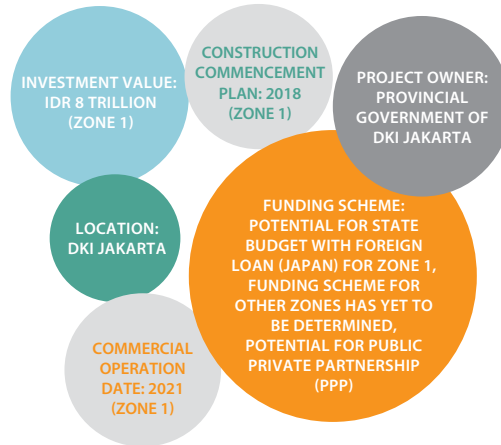 INVESTMENT VALUE:
IDR 8 TRILLION
(ZONE 1)
CONSTRUCTION
COMMENCEMENT
PLAN: 2018
(ZONE 1)
PROJECT OWNER:
PROVINCIAL
GOVERNMENT OF
DKI JAKARTA
LOCATION:
DKI JAKARTA
FUNDING SCHEME:
POTENTIAL FOR STATE
BUDGET WITH FOREIGN
LOAN (JAPAN) FOR ZONE 1,
FUNDING SCHEME FOR
OTHER ZONES HAS YET TO
BE DETERMINED,
POTENTIAL FOR PUBLIC
PRIVATE PARTNERSHIP
(PPP)
COMMERCIAL
OPERATION
DATE: 2021
(ZONE 1)